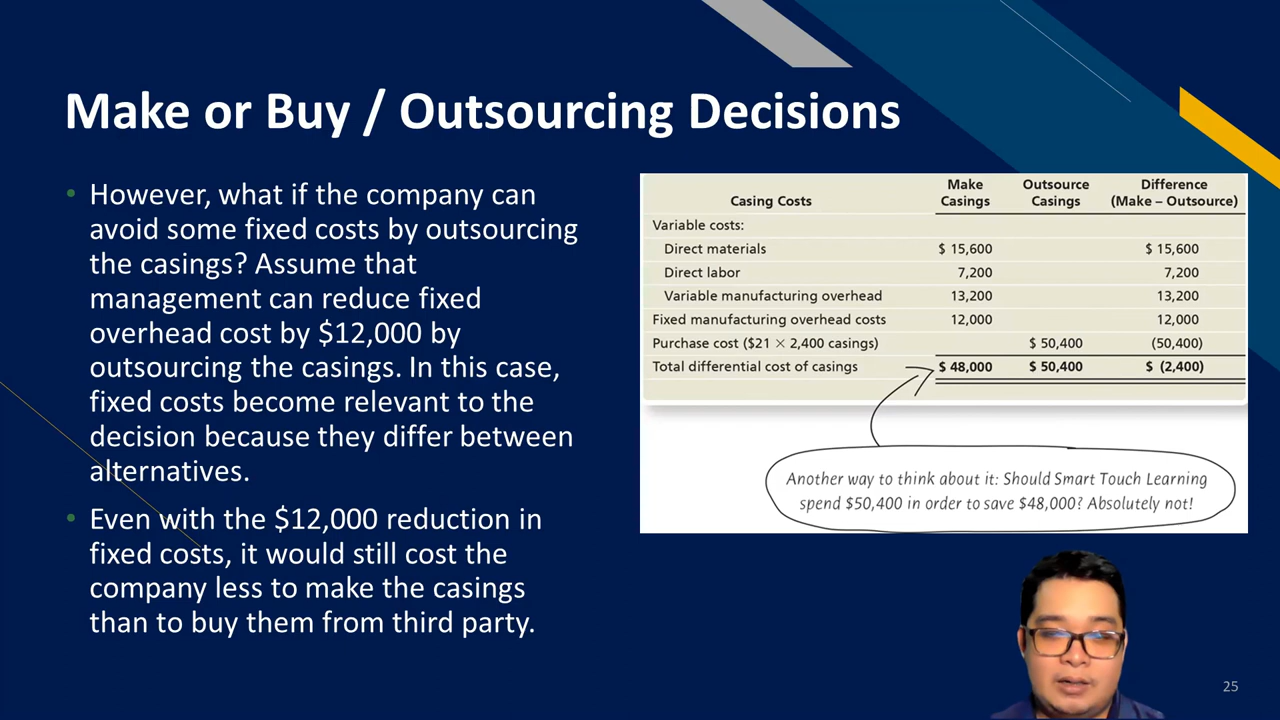 Make or Buy / Outsourcing Decisions
• However, what if the company can
avoid some fixed costs by outsourcing
the casings? Assume that
management can reduce fixed
overhead cost by $12,000 by
outsourcing the casings. In this case,
fixed costs become relevant to the
decision because they differ between
alternatives.
• Even with the $12,000 reduction in
fixed costs, it would still cost the
company less to make the casings
than to buy them from third party.
Casing Costs Make Casings Outsource Casings Difference (Make – Outsource)
Variable costs:
Direct materials $ 15,600 $ 15,600
Direct labor 7,200 7,200
Variable manufacturing overhead 13,200 13,200
Fixed manufacturing overhead costs 12,000 12,000
Purchase cost ($21 × 2,400 casings) $ 50,400 (50,400)
Total differential cost of casings $ 48,000 $ 50,400 $ (2,400)
Another way to think about it: Should Smart Touch Learning
spend $50,400 in order to save $48,000? Absolutely not!
25